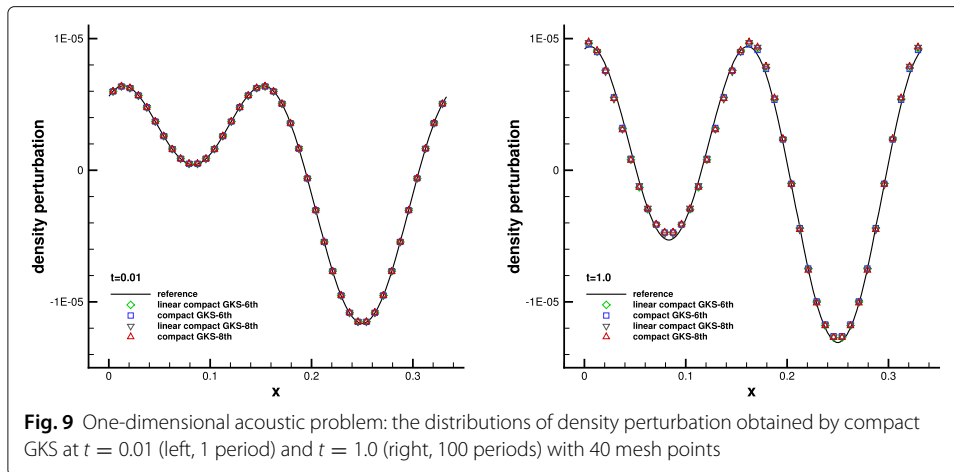 1E-05
0
-1E-05
density perturbation
t=0.01
reference
linear compact GKS-6th
compact GKS-6th
linear compact GKS-8th
compact GKS-8th
0
0.1
0.2
0.3
x
1E-05
0
-1E-05
density perturbation
t=1.0
reference
linear compact GKS-6th
compact GKS-6th
linear compact GKS-8th
compact GKS-8th
0
0.1
0.2
0.3
x
Fig. 9 One-dimensional acoustic problem: the distributions of density perturbation obtained by compact
GKS at t = 0.01 (left, 1 period) and t = 1.0 (right, 100 periods) with 40 mesh points